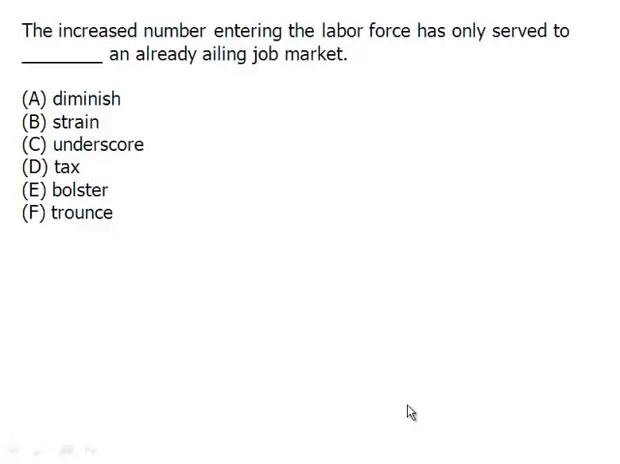 The increased number entering the labor force has only served to
_________ an already ailing job market.
(A) diminish
(B) strain
(C) underscore
(D) tax
(E) bolster
(F) trounce